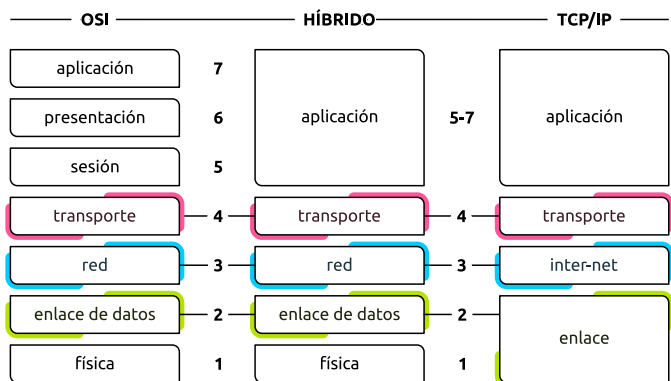 OSI HÍBRIDO TCP/IP
aplicación 7
presentación 6 aplicación 5-7 aplicación
sesión 5
transporte 4 transporte 4 transporte
red 3 red 3 inter-net
enlace de datos 2 enlace de datos 2
enlace
física 1 física 1